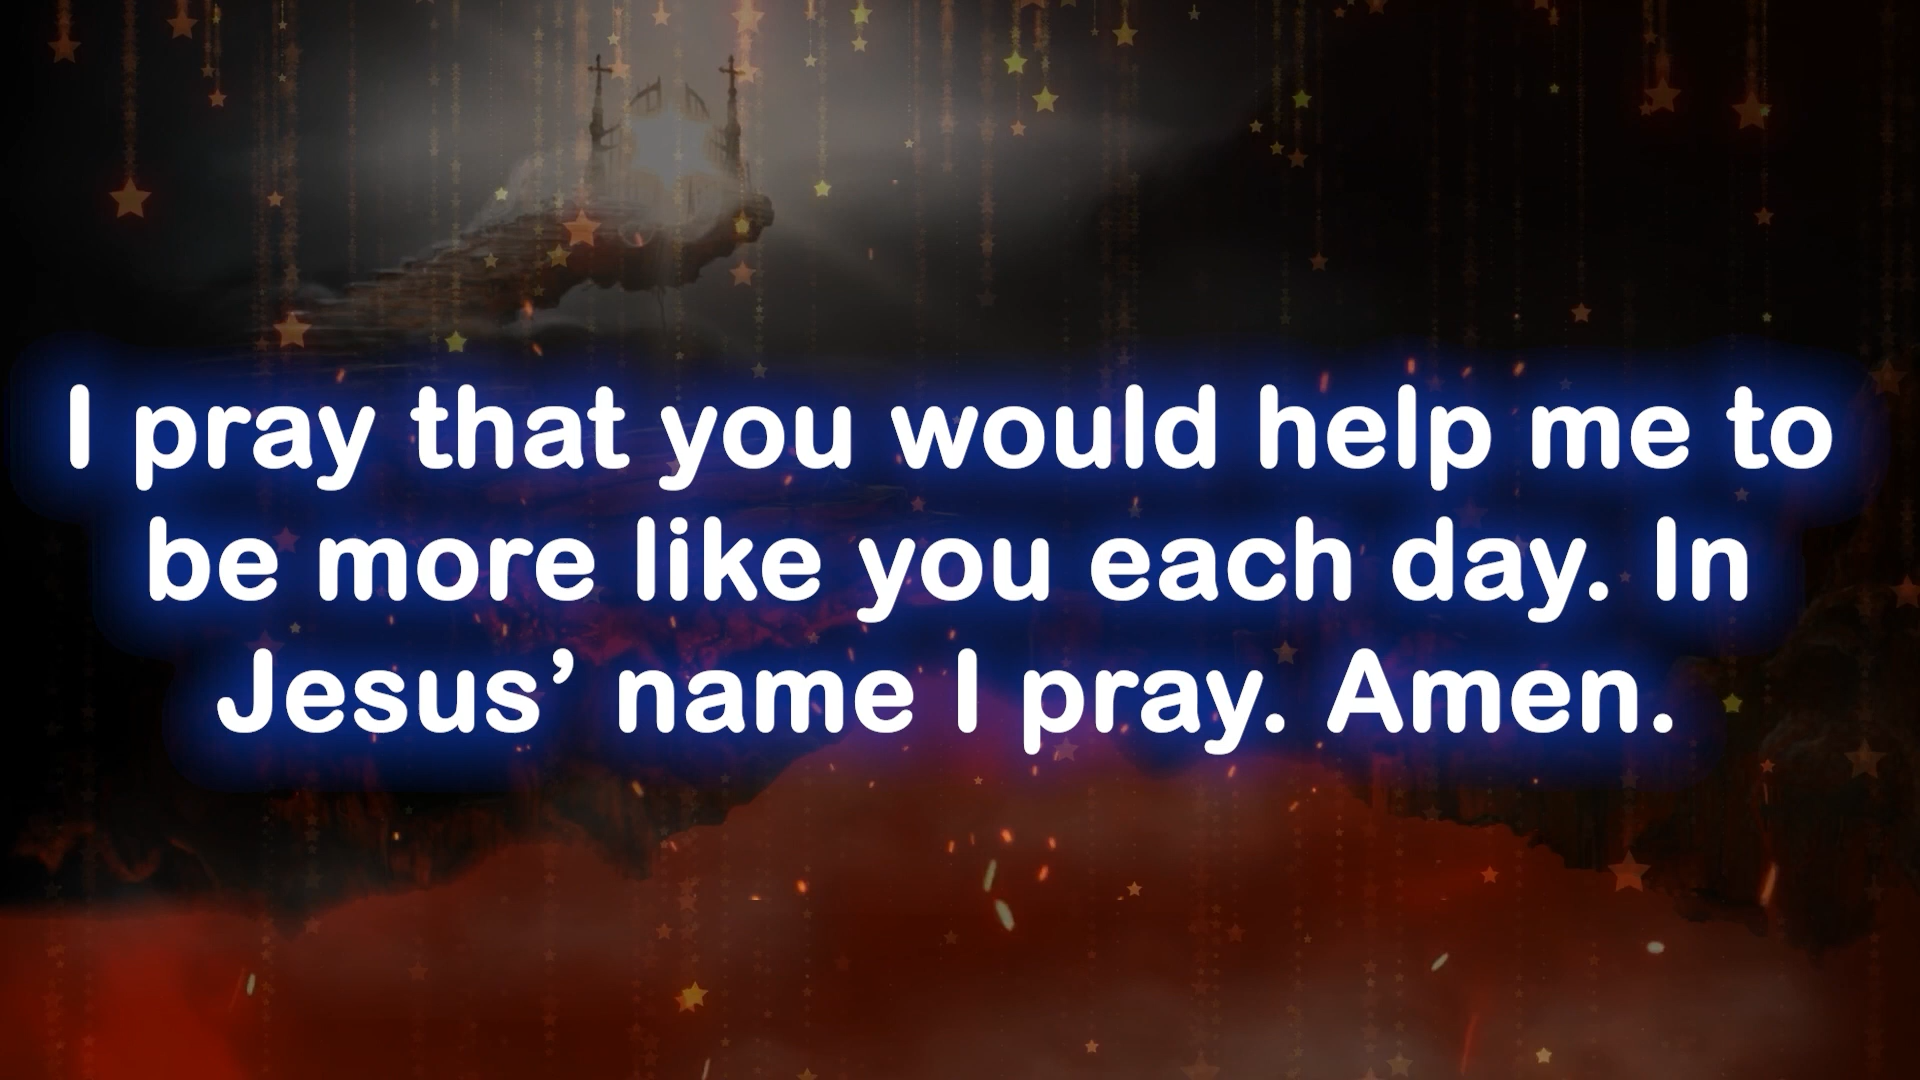 I pray that you would help me to
be more like you each day. In
Jesus’ name I pray. Amen.